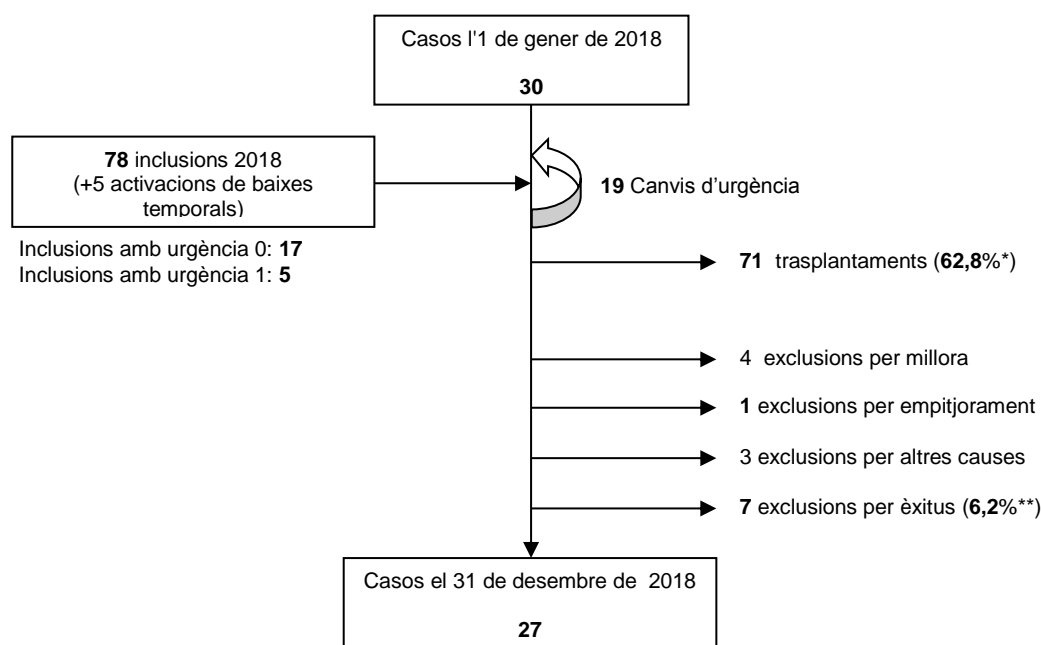 Casos l'1 de gener de 2018
30
78 inclusions 2018
(+5 activacions de baixes
temporals)
19 Canvis d'urgència
Inclusions amb urgència 0: 17
Inclusions amb urgència 1: 5
71 trasplantaments (62,8%*)
4 exclusions per millora
1 exclusions per empitjorament
3 exclusions per altres causes
7 exclusions per èxitus (6,2%**)
Casos el 31 de desembre de 2018
27